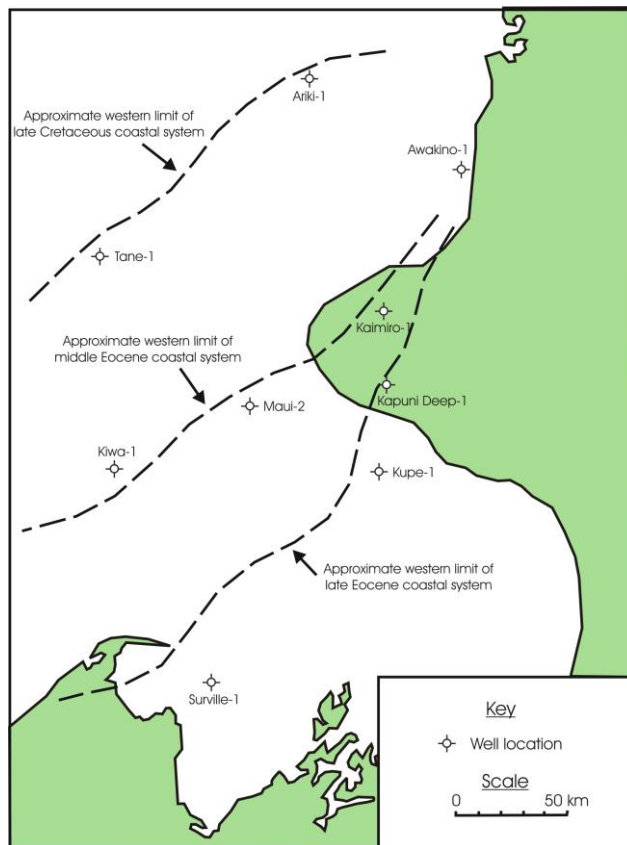 Ariki-1
Approximate western limit of
late Cretaceous coastal system
Awakino-1
Tane-1
Kaimiro-1
Approximate western limit of
middle Eocene coastal system
Kapuni Deep-1
Maui-2
Kiwa-1
Kupe-1
Approximate western limit of
late Eocene coastal system
Surville-1
Key
Well location
Scale
0 50 km